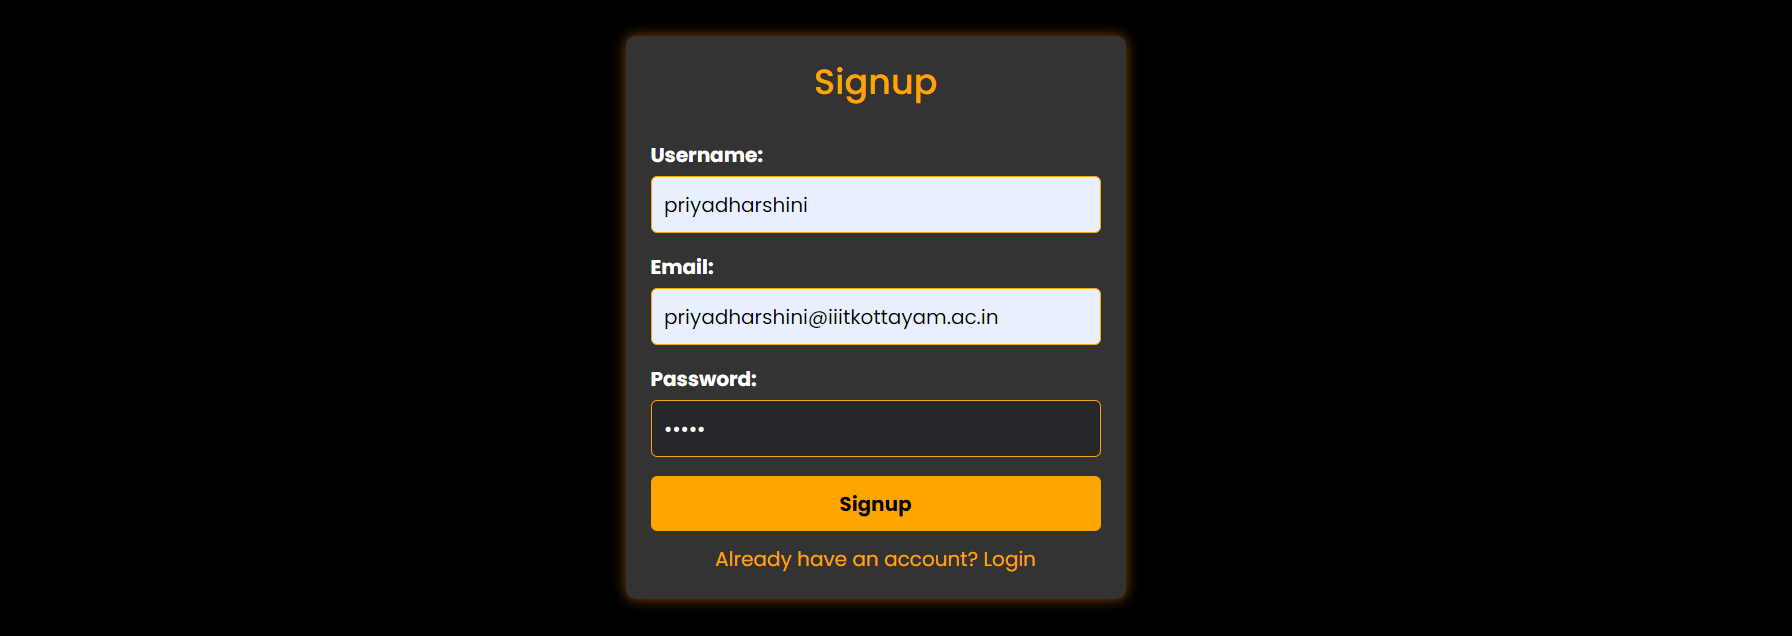 Signup
Username:
priyadharshini
Email:
priyadharshini@iiitkottayam.ac.in
Password:
•••••
Signup
Already have an account? Login